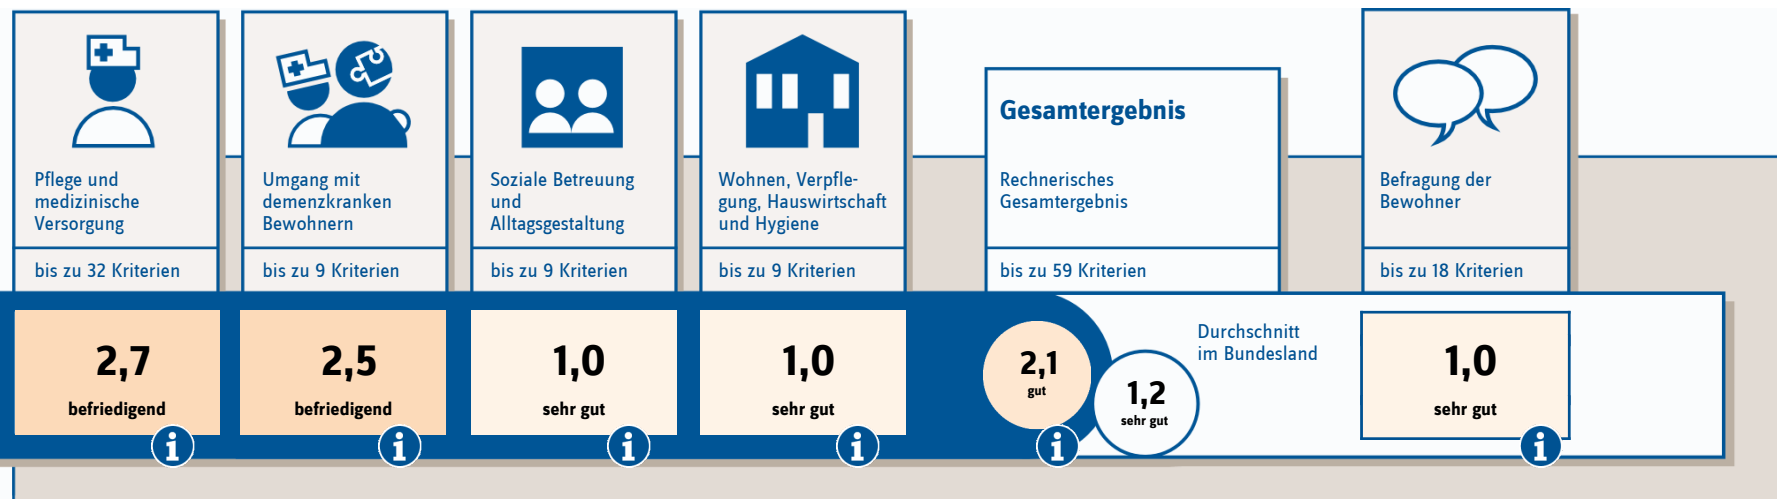 Pflege und
medizinische
Versorgung
bis zu 32 Kriterien
2,7
befriedigend
Umgang mit
demenzkranken
Bewohnern
bis zu 9 Kriterien
2,5
befriedigend
Soziale Betreuung
und
Alltagsgestaltung
bis zu 9 Kriterien
1,0
sehr gut
Wohnen, Verpfle-
gung, Hauswirtschaft
und Hygiene
bis zu 9 Kriterien
1,0
sehr gut
Gesamtergebnis
Rechnerisches
Gesamtergebnis
bis zu 59 Kriterien
2,1
gut
1,2
sehr gut
Durchschnitt
im Bundesland
Befragung der
Bewohner
bis zu 18 Kriterien
1,0
sehr gut